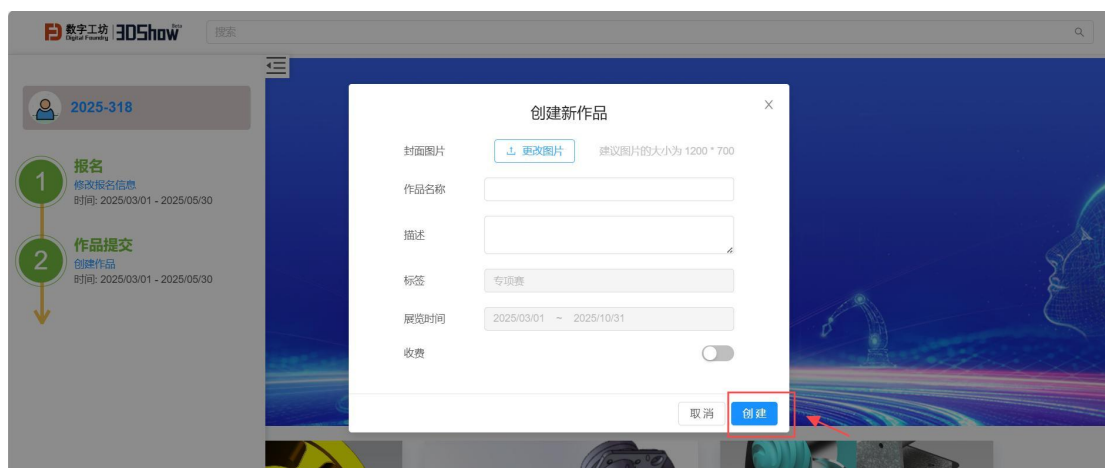 数字工坊 Digital Foundry 3DShow Beta 搜索
2025-318
1
报名
修改报名信息
时间: 2025/03/01 - 2025/05/30
2
作品提交
创建作品
时间: 2025/03/01 - 2025/05/30
创建新作品
封面图片 更改图片 建议图片的大小为 1200 * 700
作品名称
描述
标签 专项赛
展览时间 2025/03/01 ~ 2025/10/31
收费
取消 创建